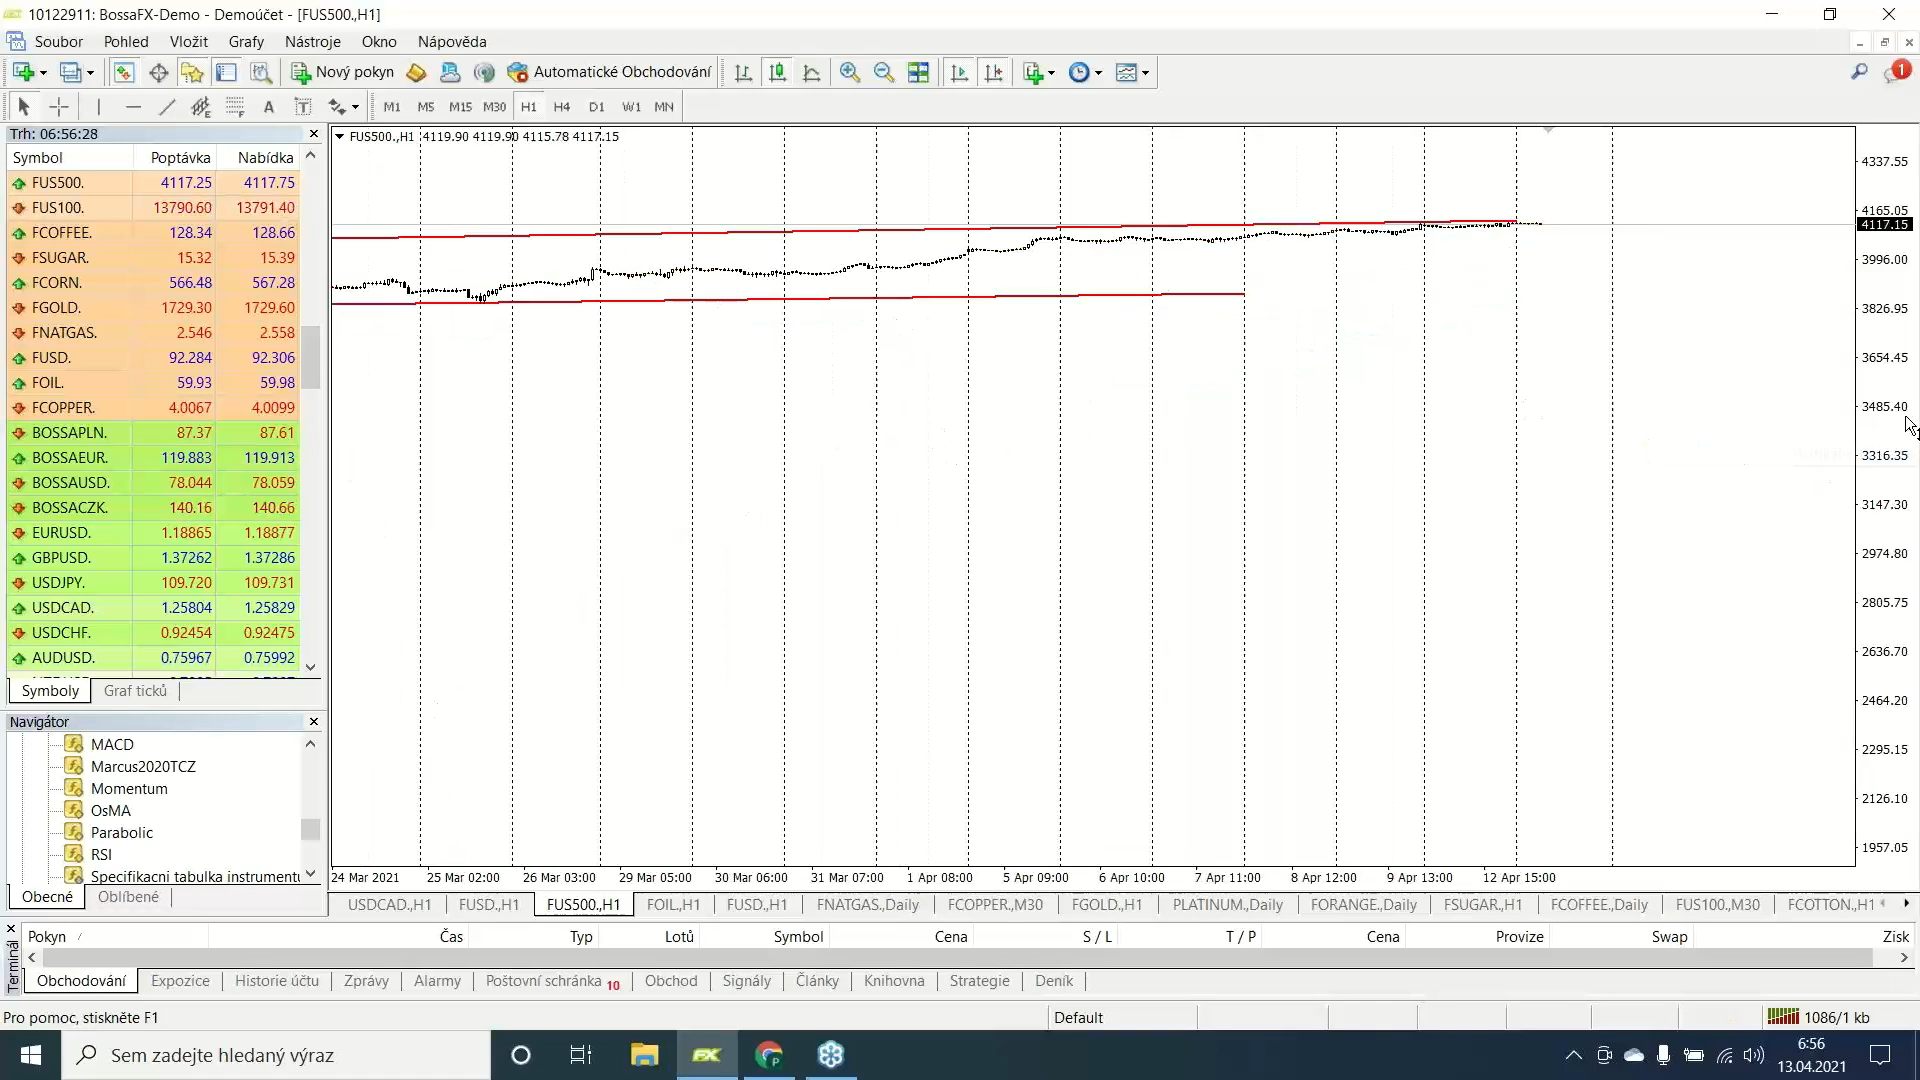 10122911: BossaFX-Demo - Demoúčet - [FUS500.,H1]
Soubor Pohled Vložit Grafy Nástroje Okno Nápověda
Nový pokyn Automatické Obchodování 1
A T M1 M5 M15 M30 H1 H4 D1 W1 MN
Trh: 06:56:28
Symbol Poptávka Nabídka
FUS500. 4117.25 4117.75
FUS100. 13790.60 13791.40
FCOFFEE. 128.34 128.66
FSUGAR. 15.32 15.39
FCORN. 566.48 567.28
FGOLD. 1729.30 1729.60
FNATGAS. 2.546 2.558
FUSD. 92.284 92.306
FOIL. 59.93 59.98
FCOPPER. 4.0067 4.0099
BOSSAPLN. 87.37 87.61
BOSSAEUR. 119.883 119.913
BOSSAUSD. 78.044 78.059
BOSSACZK. 140.16 140.66
EURUSD. 1.18865 1.18877
GBPUSD. 1.37262 1.37286
USDJPY. 109.720 109.731
USDCAD. 1.25804 1.25829
USDCHF. 0.92454 0.92475
AUDUSD. 0.75967 0.75992
Symboly Graf ticků
Navigátor
MACD
Marcus2020TCZ
Momentum
OsMA
Parabolic
RSI
Specifikacni tabulka instrumentu
Obecné Oblíbené
FUS500.,H1 4119.90 4119.90 4115.78 4117.15
4337.55
4165.05
4117.15
3996.00
3826.95
3654.45
3485.40
3316.35
3147.30
2974.80
2805.75
2636.70
2464.20
2295.15
2126.10
1957.05
24 Mar 2021 25 Mar 02:00 26 Mar 03:00 29 Mar 05:00 30 Mar 06:00 31 Mar 07:00 1 Apr 08:00 5 Apr 09:00 6 Apr 10:00 7 Apr 11:00 8 Apr 12:00 9 Apr 13:00 12 Apr 15:00
USDCAD.,H1 FUSD.,H1 FUS500.,H1 FOIL.,H1 FUSD.,H1 FNATGAS.,Daily FCOPPER.,M30 FGOLD.,H1 PLATINUM.,Daily FORANGE.,Daily FSUGAR.,H1 FCOFFEE.,Daily FUS100.,M30 FCOTTON.,H1
Terminál
Pokyn / Čas Typ Lotů Symbol Cena S / L T / P Cena Provize Swap Zisk
Obchodování Expozice Historie účtu Zprávy Alarmy Poštovní schránka 10 Obchod Signály Články Knihovna Strategie Deník
Pro pomoc, stiskněte F1 Default 1086/1 kb
Sem zadejte hledaný výraz
FX
P
6:56
13.04.2021